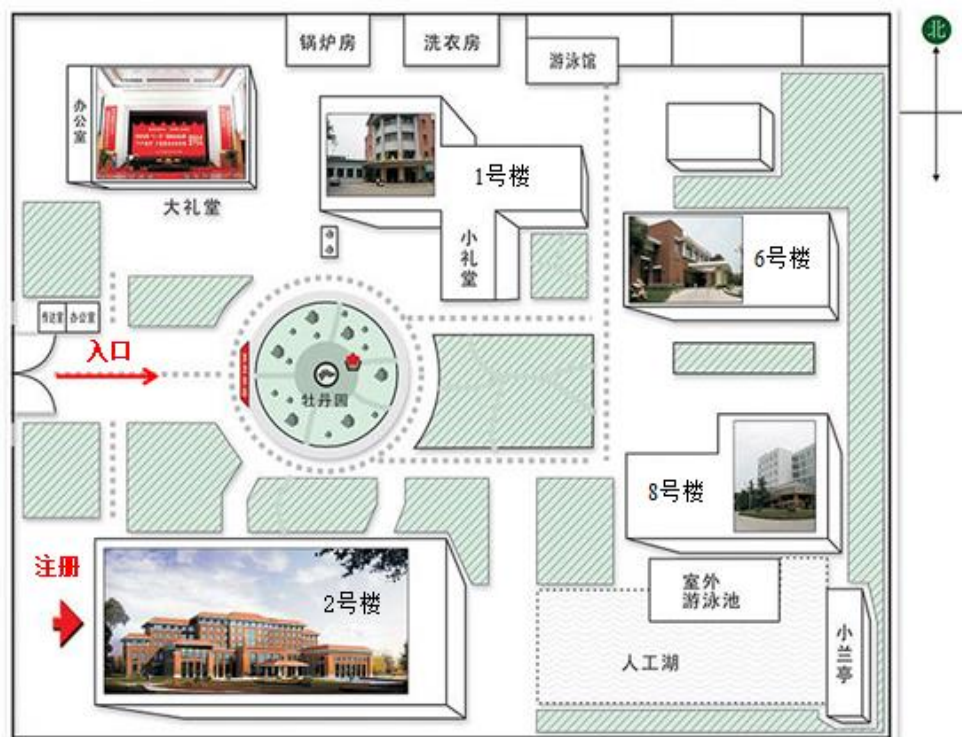 北
锅炉房
洗衣房
游泳馆
办公室
大礼堂
1号楼
小礼堂
6号楼
传达室
办公室
入口
牡丹园
8号楼
注册
2号楼
室外
游泳池
人工湖
小兰亭